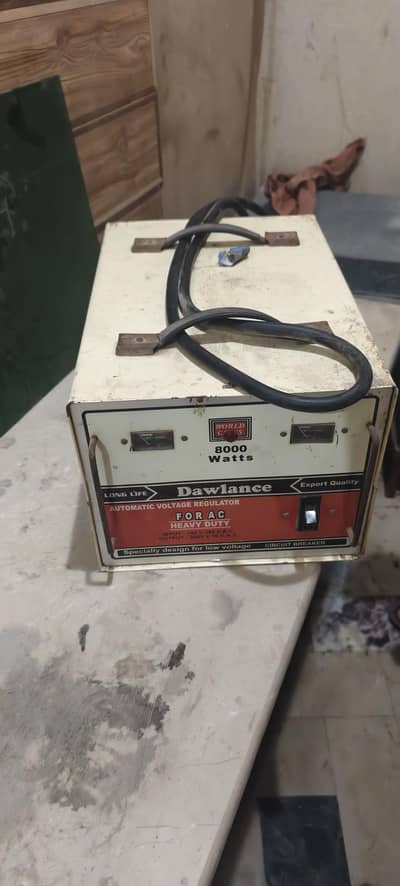 WORLD
CLASS
8000
Watts
LONG LIFE
Dawlance
Export Quality
AUTOMATIC VOLTAGE REGULATOR
FOR AC
HEAVY DUTY
Specially design for low voltage
CIRCUIT BREAKER